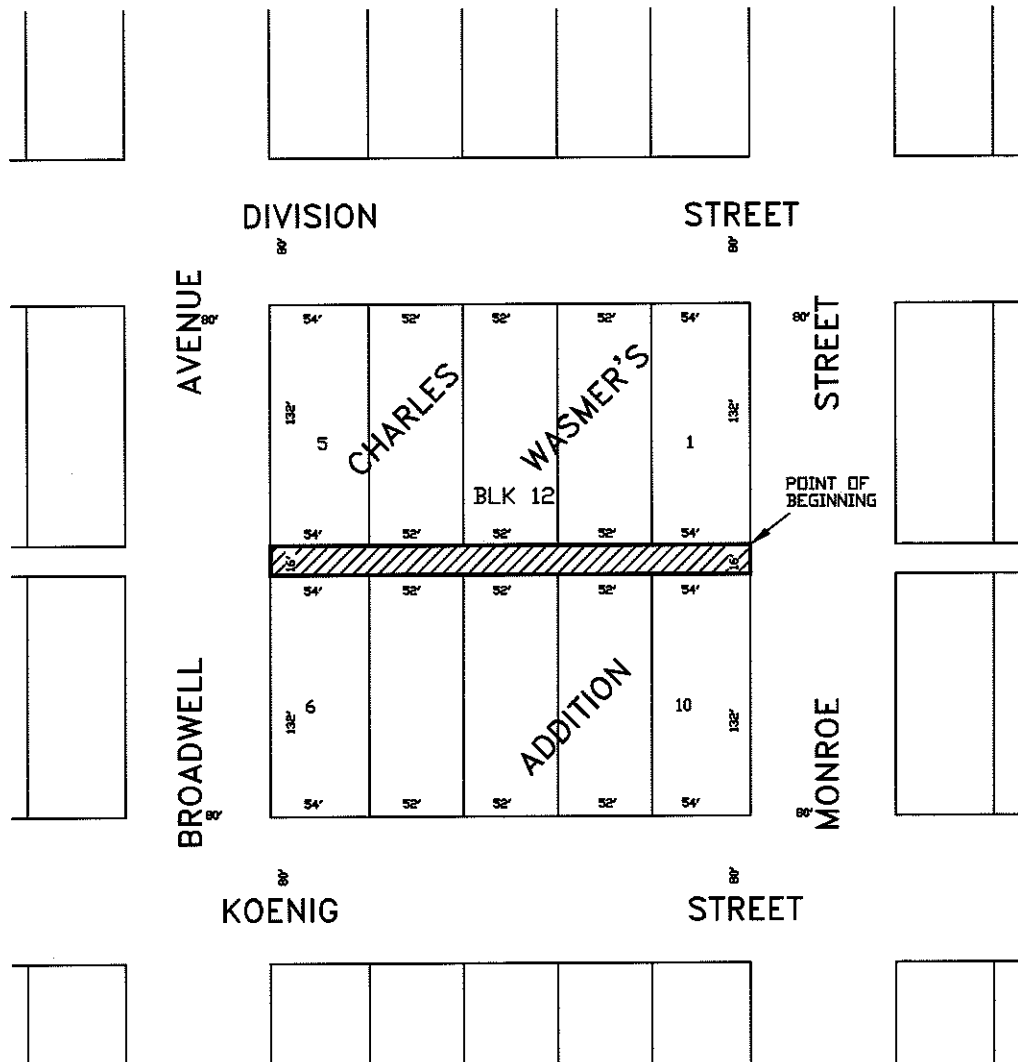 DIVISION STREET
80' 80'
AVENUE
STREET
80' 54' 52' 52' 52' 54' 80'
132' 132'
CHARLES WASMER'S
5 1
BLK 12
POINT OF
BEGINNING
54' 52' 52' 52' 54'
16' 16'
54' 52' 52' 52' 54'
ADDITION
6 10
132' 132'
BROADWELL
MONROE
80' 54' 52' 52' 52' 54' 80'
80' 80'
KOENIG STREET